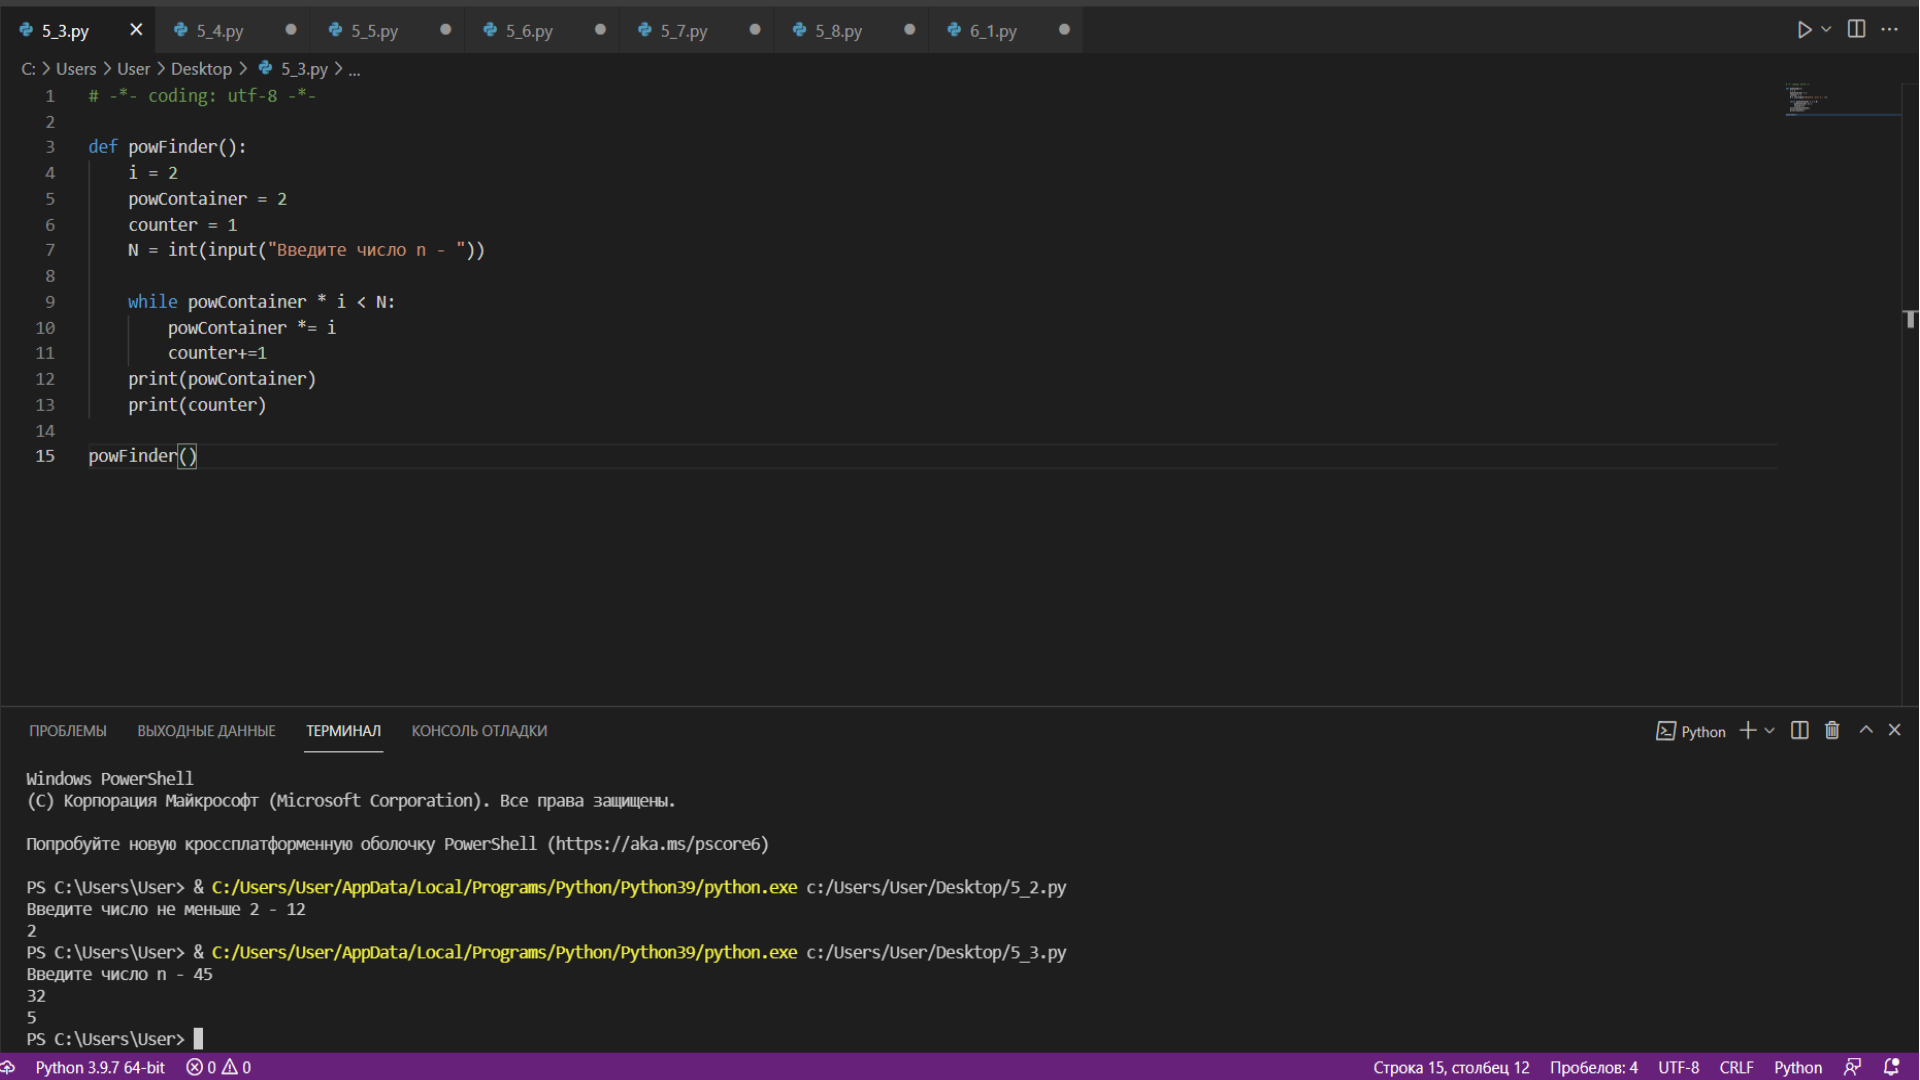 5_3.py 5_4.py 5_5.py 5_6.py 5_7.py 5_8.py 6_1.py
C: > Users > User > Desktop > 5_3.py > ...
1 # -*- coding: utf-8 -*-
2
3 def powFinder():
4 i = 2
5 powContainer = 2
6 counter = 1
7 N = int(input("Введите число n - "))
8
9 while powContainer * i < N:
10 powContainer *= i
11 counter+=1
12 print(powContainer)
13 print(counter)
14
15 powFinder()
ПРОБЛЕМЫ ВЫХОДНЫЕ ДАННЫЕ ТЕРМИНАЛ КОНСОЛЬ ОТЛАДКИ Python
Windows PowerShell
(C) Корпорация Майкрософт (Microsoft Corporation). Все права защищены.
Попробуйте новую кроссплатформенную оболочку PowerShell (https://aka.ms/pscore6)
PS C:\Users\User> & C:/Users/User/AppData/Local/Programs/Python/Python39/python.exe c:/Users/User/Desktop/5_2.py
Введите число не меньше 2 - 12
2
PS C:\Users\User> & C:/Users/User/AppData/Local/Programs/Python/Python39/python.exe c:/Users/User/Desktop/5_3.py
Введите число n - 45
32
5
PS C:\Users\User>
Python 3.9.7 64-bit 0 0 Строка 15, столбец 12 Пробелов: 4 UTF-8 CRLF Python